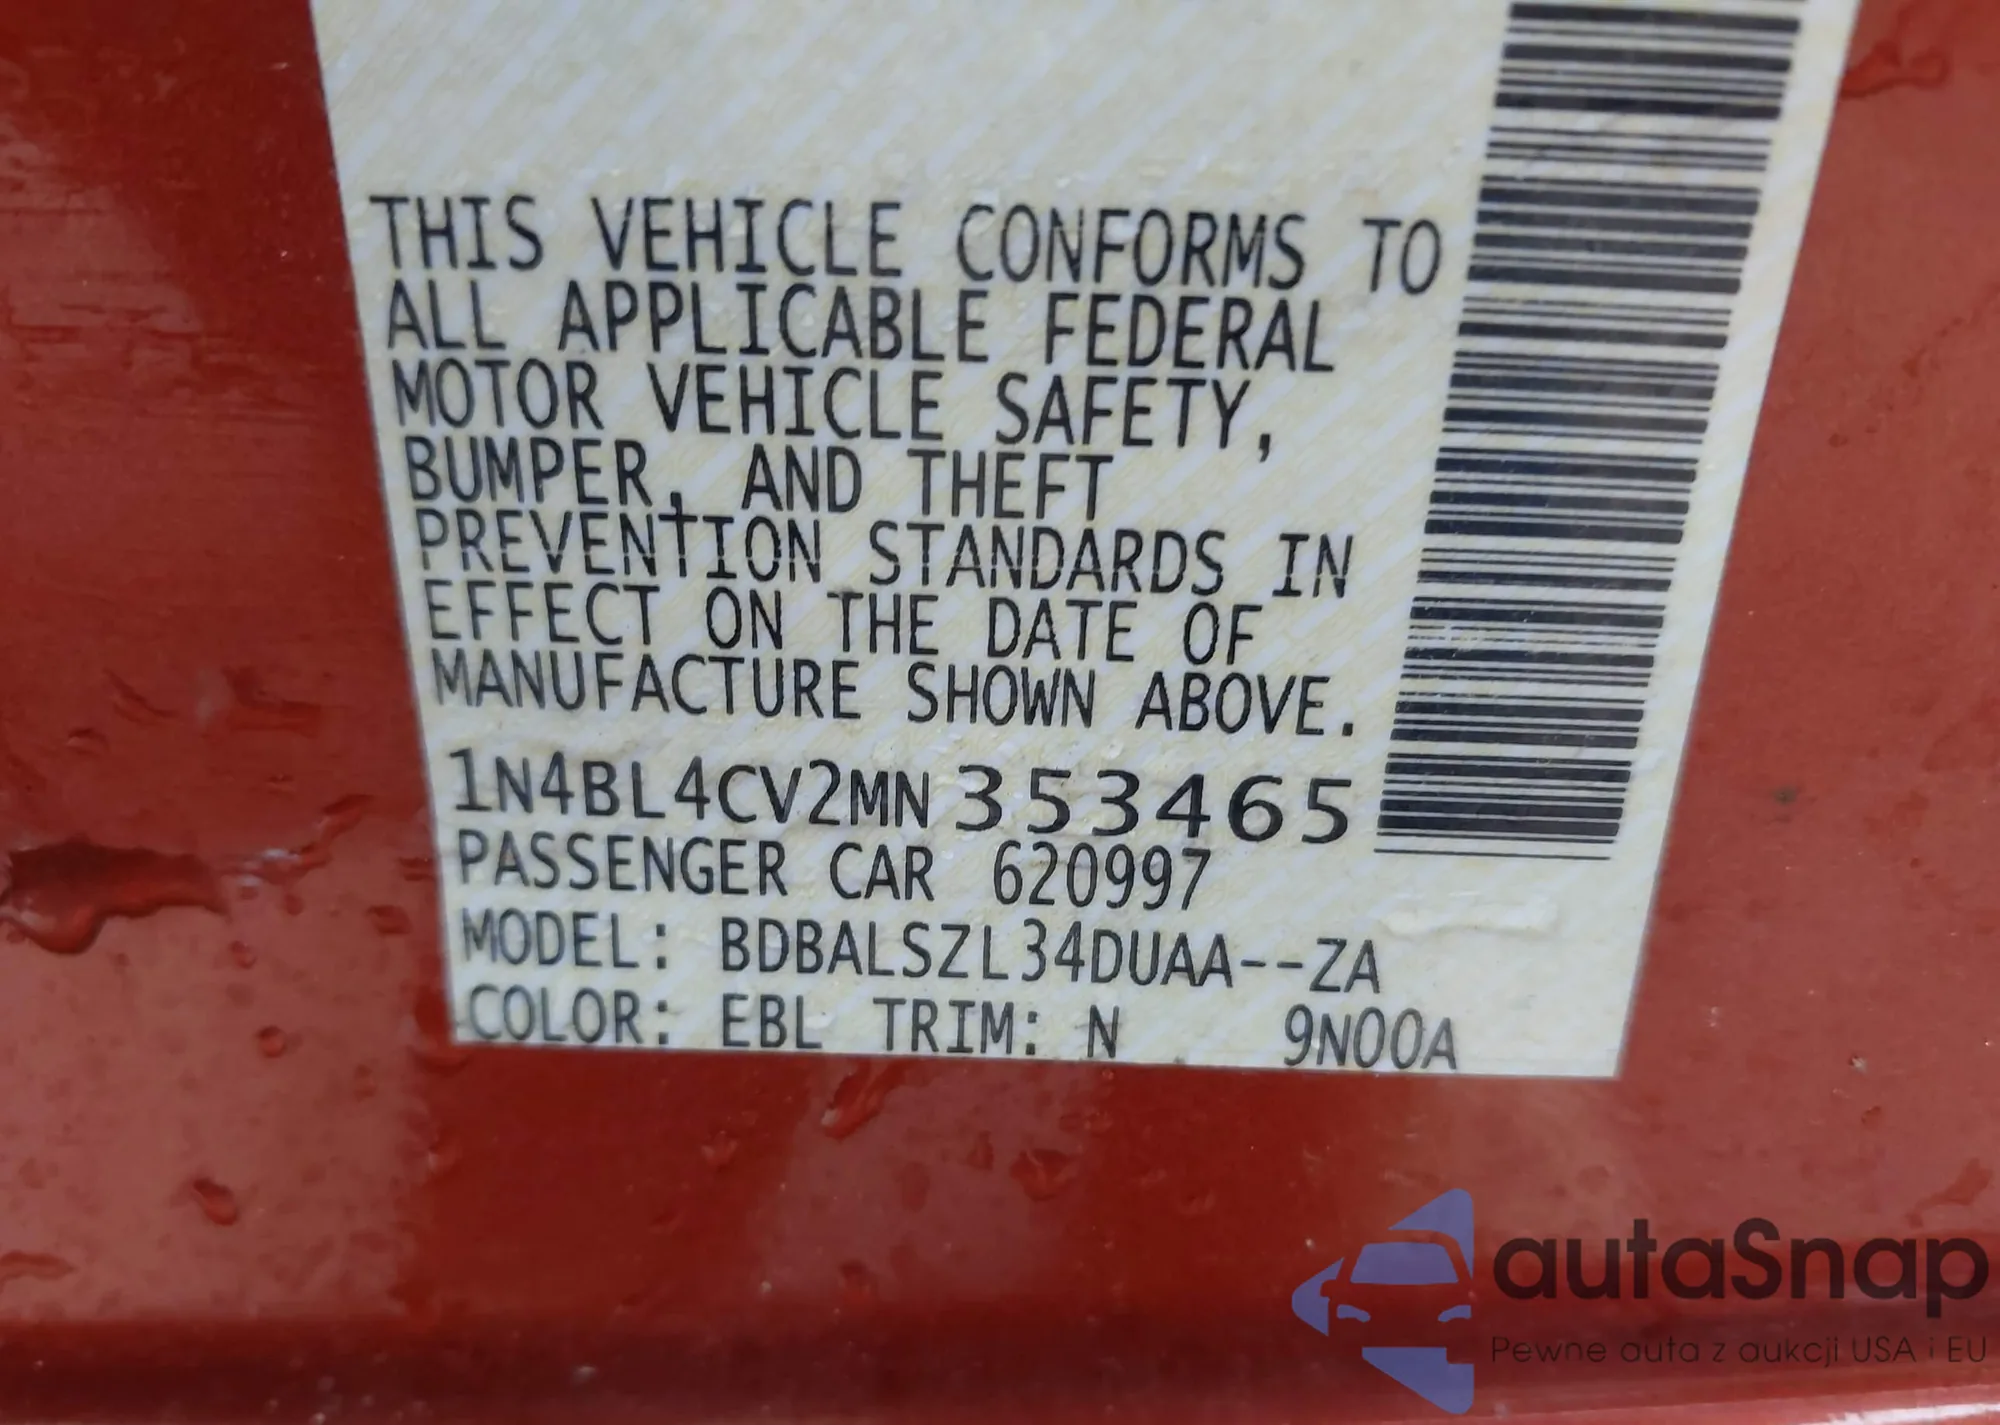 THIS VEHICLE CONFORMS TO
ALL APPLICABLE FEDERAL
MOTOR VEHICLE SAFETY,
BUMPER, AND THEFT
PREVENTION STANDARDS IN
EFFECT ON THE DATE OF
MANUFACTURE SHOWN ABOVE.
1N4BL4CV2MN353465
PASSENGER CAR 620997
MODEL: BDBALSZL34DUAA--ZA
COLOR: EBL TRIM: N 9N00A
autaSnap
Pewne auta z aukcji USA i EU